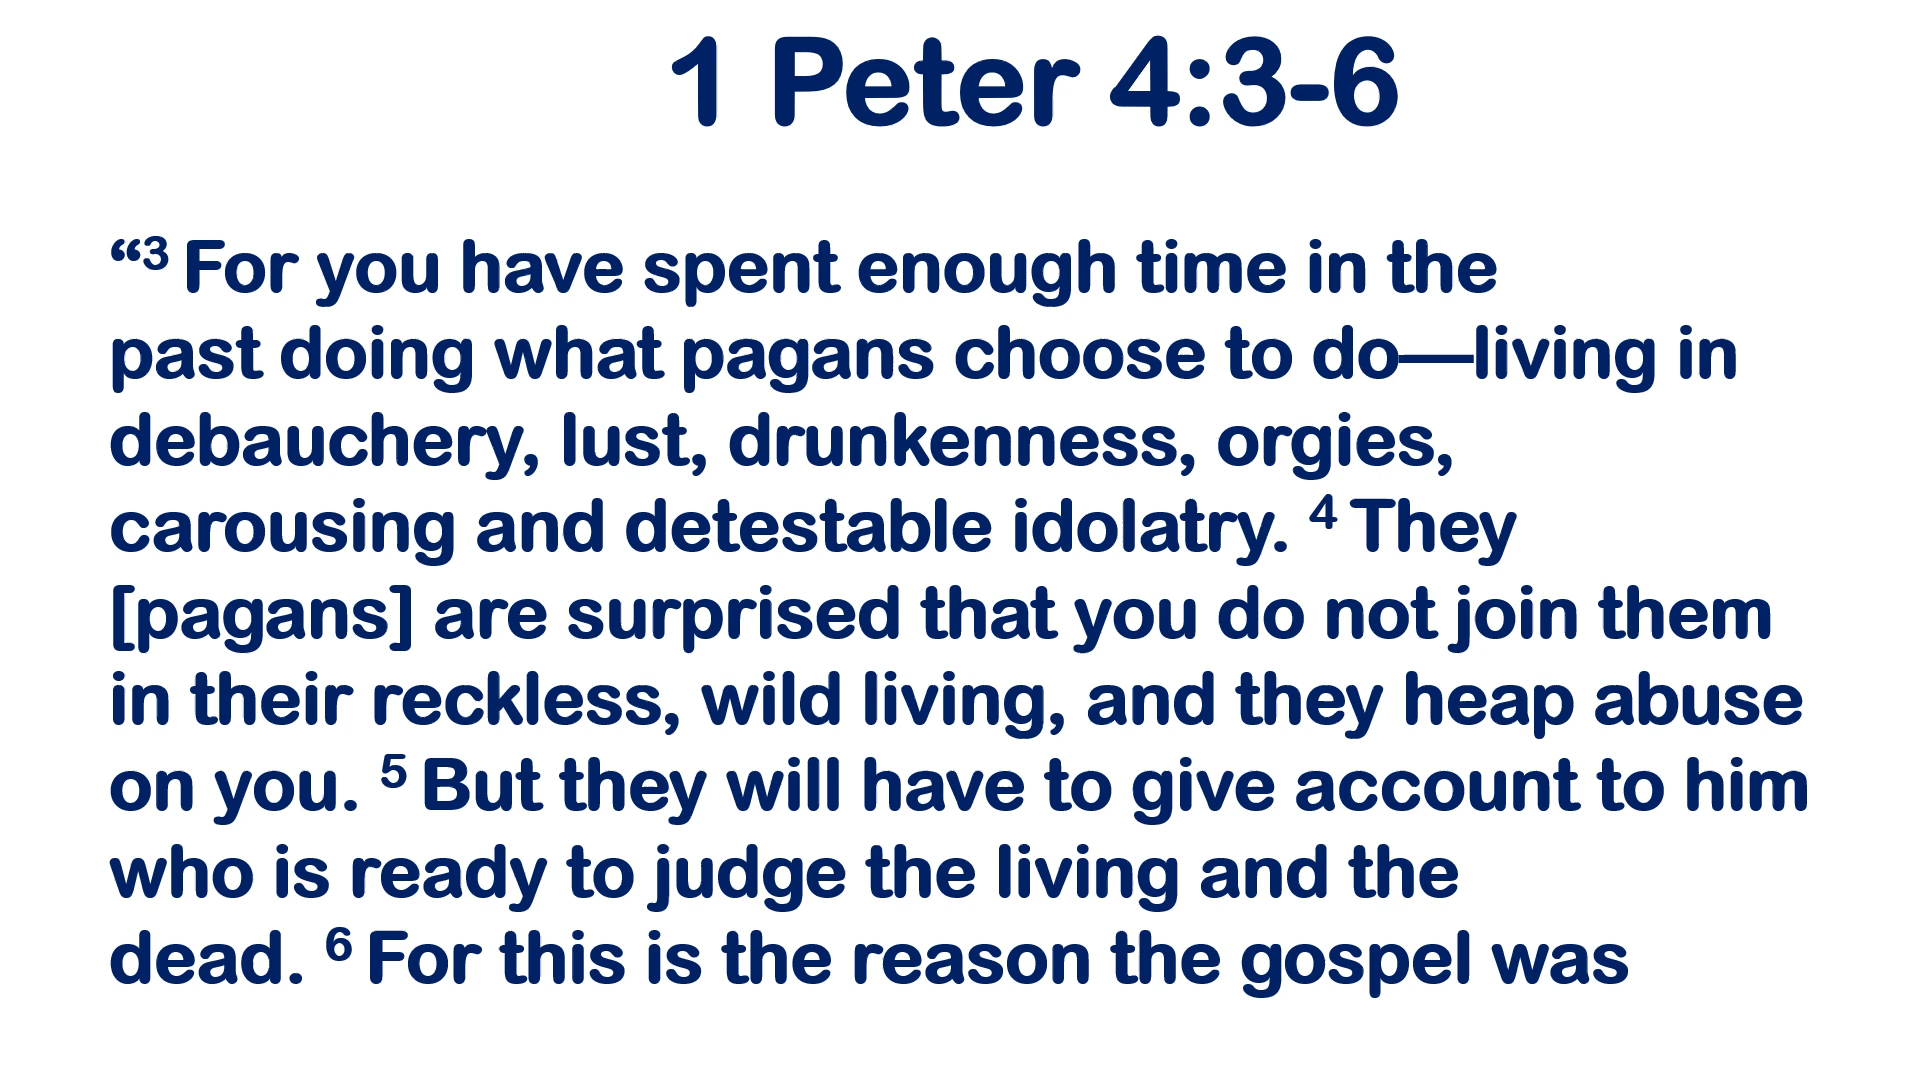 1 Peter 4:3-6
“³ For you have spent enough time in the
past doing what pagans choose to do—living in
debauchery, lust, drunkenness, orgies,
carousing and detestable idolatry. ⁴ They
[pagans] are surprised that you do not join them
in their reckless, wild living, and they heap abuse
on you. ⁵ But they will have to give account to him
who is ready to judge the living and the
dead. ⁶ For this is the reason the gospel was